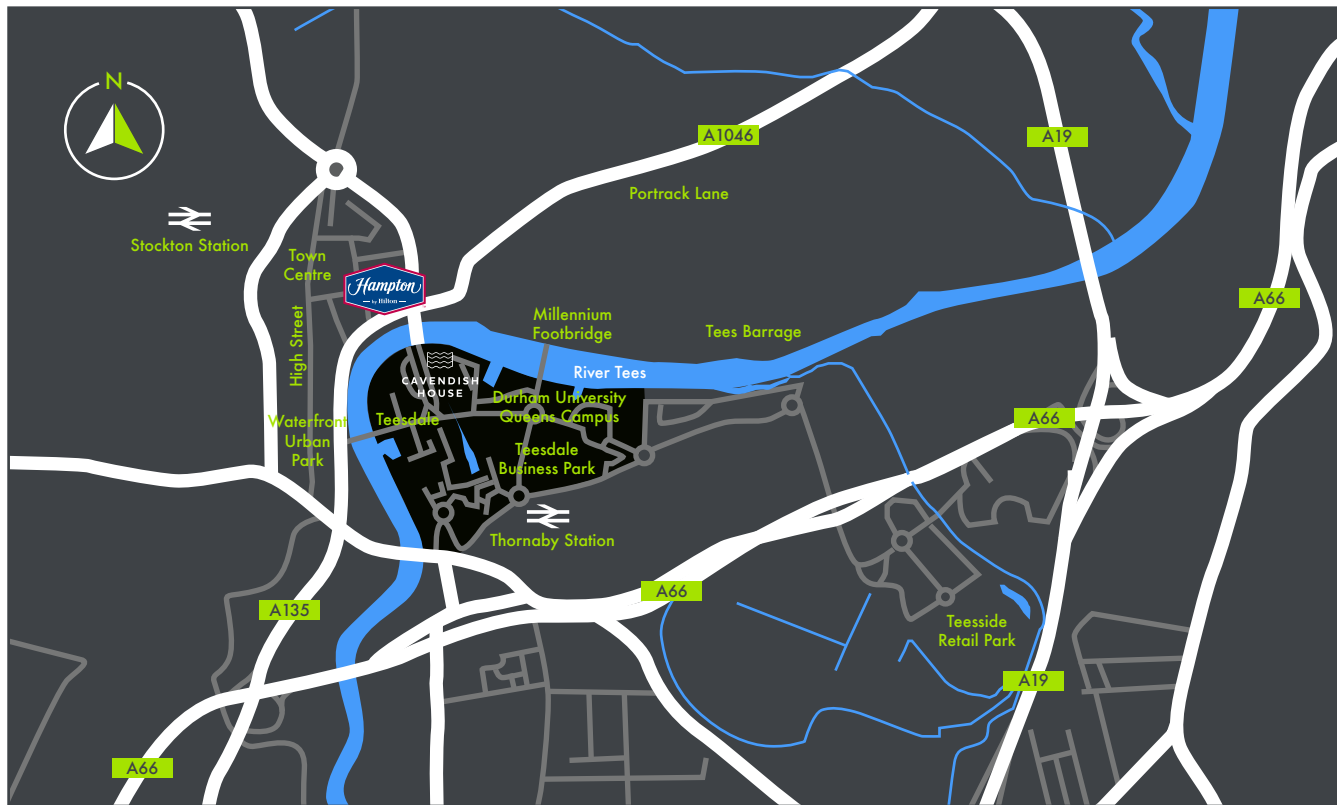 N
A1046
A19
Portrack Lane
Stockton Station
Town
Centre
Hampton
by Hilton
A66
High Street
Millennium
Footbridge
Tees Barrage
River Tees
CAVENDISH
HOUSE
Durham University
Queens Campus
Waterfront
Urban
Park
Teesdale
A66
Teesdale
Business Park
Thornaby Station
A66
A135
Teesside
Retail Park
A19
A66